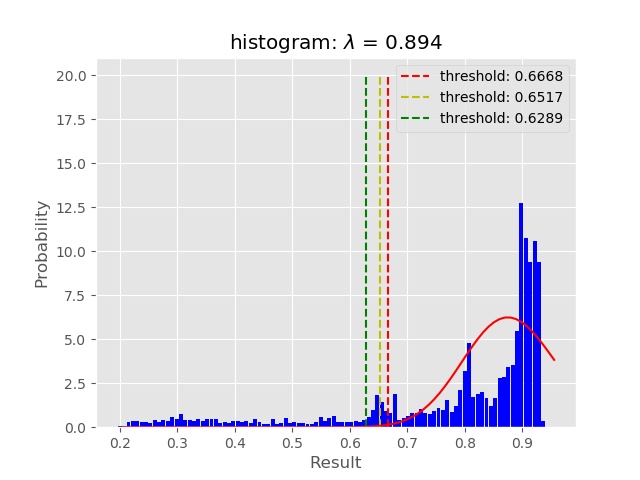 histogram: λ = 0.894
20.0
17.5
15.0
12.5
10.0
7.5
5.0
2.5
0.0
Probability
threshold: 0.6668
threshold: 0.6517
threshold: 0.6289
0.2 0.3 0.4 0.5 0.6 0.7 0.8 0.9
Result